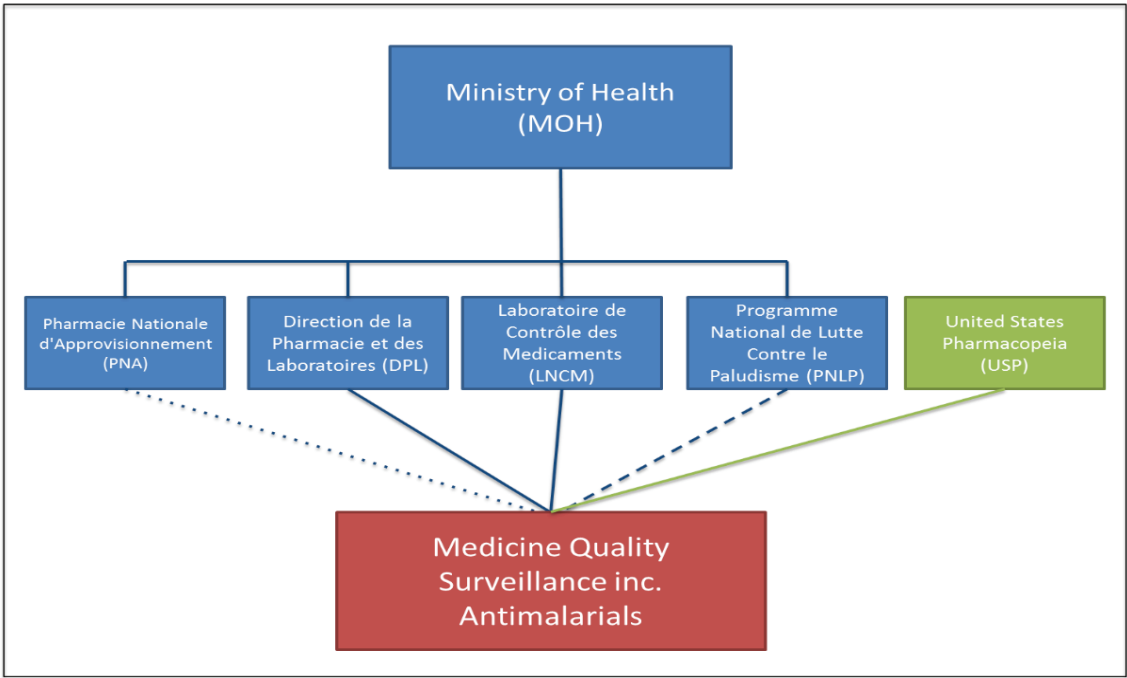 Ministry of Health
(MOH)
Pharmacie Nationale
d'Approvisionnement
(PNA)
Direction de la
Pharmacie et des
Laboratoires (DPL)
Laboratoire de
Contrôle des
Medicaments
(LNCM)
Programme
National de Lutte
Contre le
Paludisme (PNLP)
United States
Pharmacopeia
(USP)
Medicine Quality
Surveillance inc.
Antimalarials